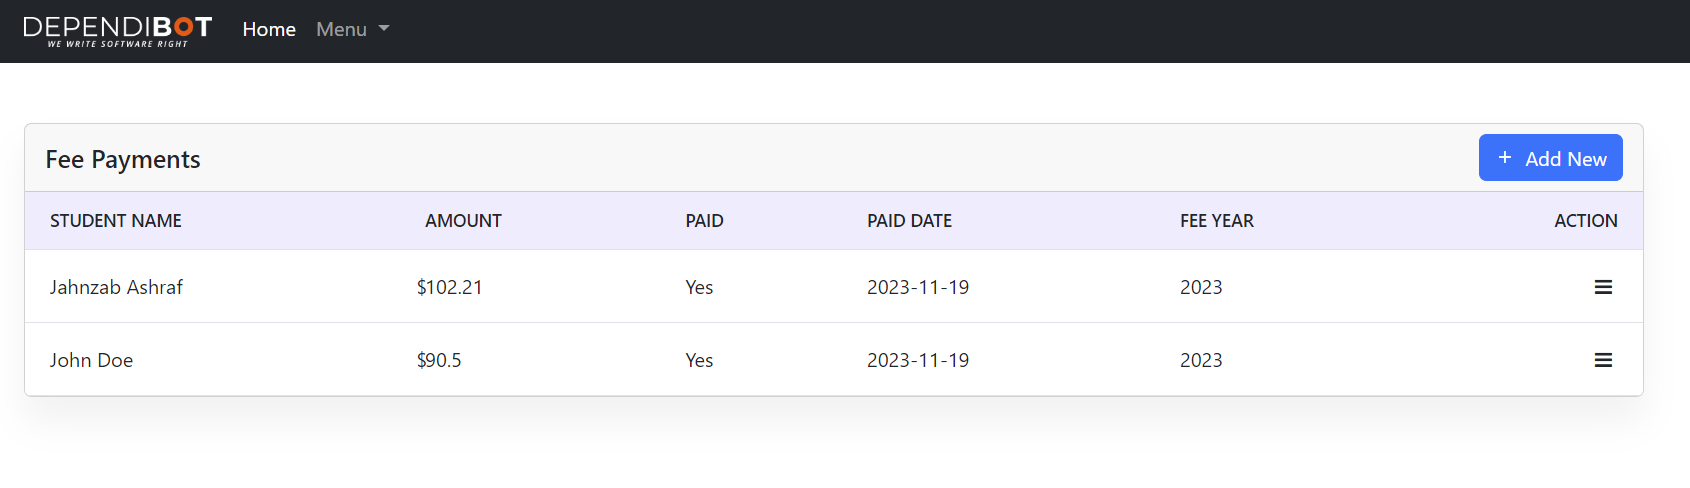 DEPENDIBOT Home Menu
WE WRITE SOFTWARE RIGHT
Fee Payments + Add New
STUDENT NAME AMOUNT PAID PAID DATE FEE YEAR ACTION
Jahnzab Ashraf $102.21 Yes 2023-11-19 2023
John Doe $90.5 Yes 2023-11-19 2023